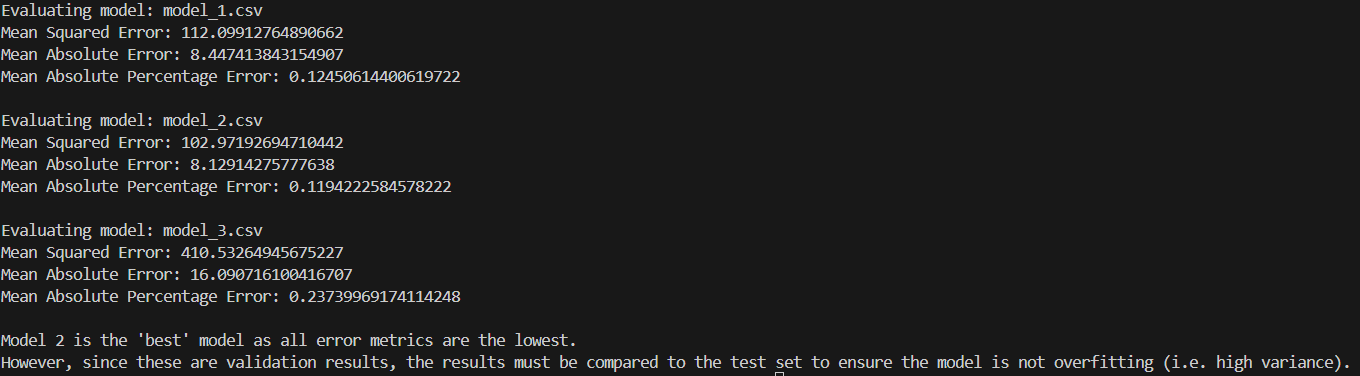 Evaluating model: model_1.csv
Mean Squared Error: 112.09912764890662
Mean Absolute Error: 8.447413843154907
Mean Absolute Percentage Error: 0.12450614400619722
Evaluating model: model_2.csv
Mean Squared Error: 102.97192694710442
Mean Absolute Error: 8.12914275777638
Mean Absolute Percentage Error: 0.1194222584578222
Evaluating model: model_3.csv
Mean Squared Error: 410.53264945675227
Mean Absolute Error: 16.090716100416707
Mean Absolute Percentage Error: 0.23739969174114248
Model 2 is the 'best' model as all error metrics are the lowest.
However, since these are validation results, the results must be compared to the test set to ensure the model is not overfitting (i.e. high variance).